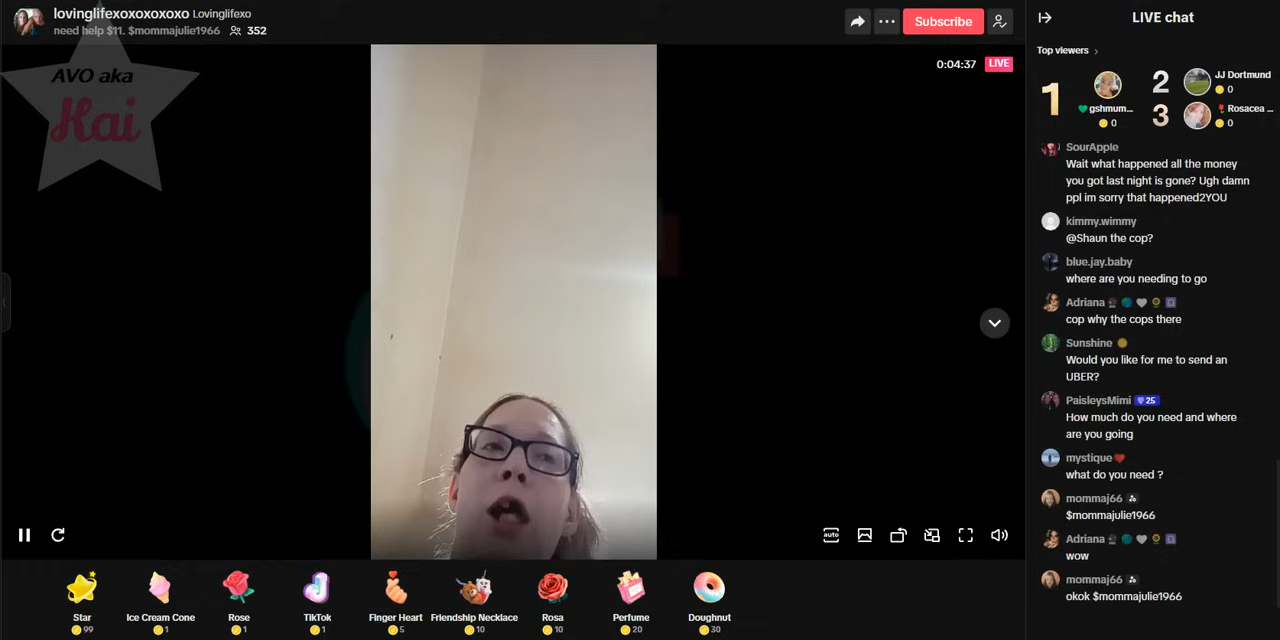 lovinglifexoxoxoxoxo Lovinglifexo
need help $11. $mommajulie1966 352
Subscribe
AVO aka
Kai
0:04:37 LIVE
auto
Star
99
Ice Cream Cone
1
Rose
1
TikTok
1
Finger Heart
5
Friendship Necklace
10
Rosa
10
Perfume
20
Doughnut
30
LIVE chat
Top viewers
1
gshmum...
0
2
JJ Dortmund
0
3
Rosacea ...
0
SourApple
Wait what happened all the money
you got last night is gone? Ugh damn
ppl im sorry that happened2YOU
kimmy.wimmy
@Shaun the cop?
blue.jay.baby
where are you needing to go
Adriana
cop why the cops there
Sunshine
Would you like for me to send an
UBER?
PaisleysMimi 25
How much do you need and where
are you going
mystique
what do you need ?
mommaj66
$mommajulie1966
Adriana
wow
mommaj66
okok $mommajulie1966